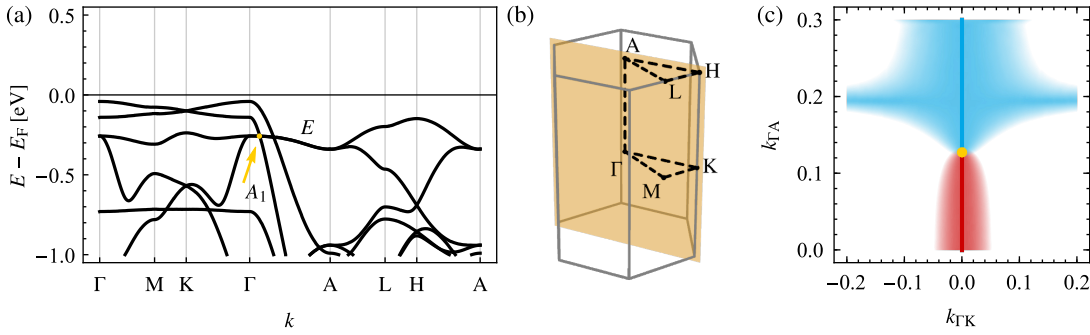 (a)
0.5
0.0
−0.5
−1.0
E − E_F [eV]
E
A₁
Γ M K Γ A L H A
k
(b)
A
H
L
Γ
K
M
(c)
0.3
0.2
0.1
0.0
k_ΓA
−0.2 −0.1 0.0 0.1 0.2
k_ΓK